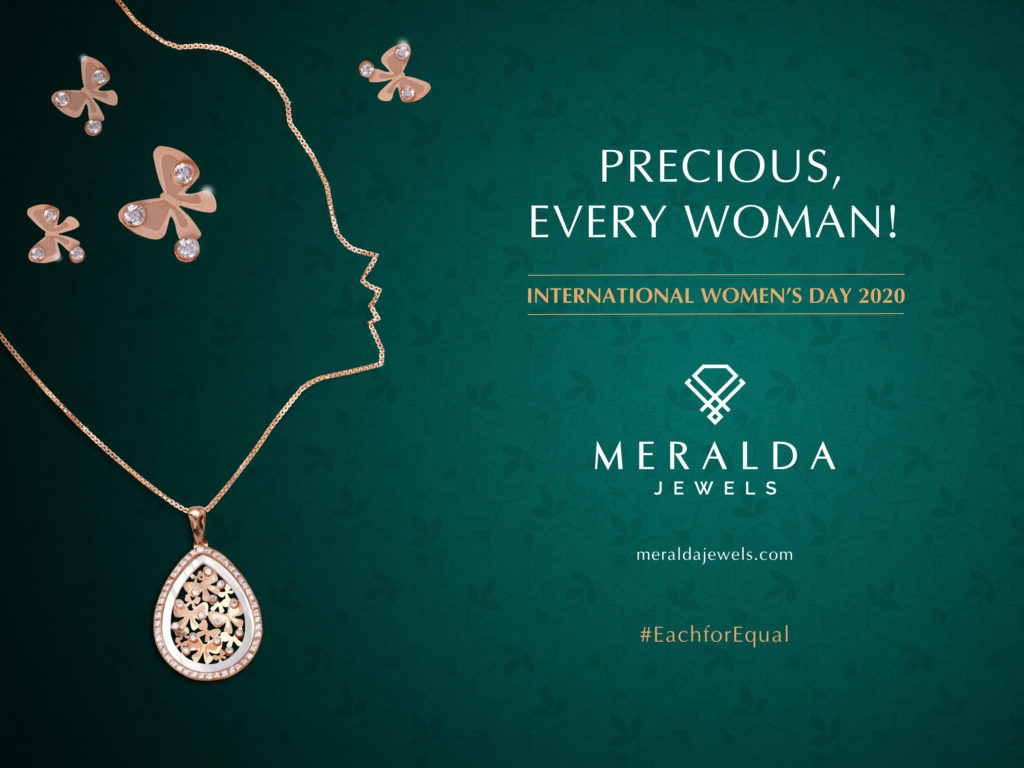 PRECIOUS,
EVERY WOMAN!
INTERNATIONAL WOMEN’S DAY 2020
MERALDA
JEWELS
meraldajewels.com
#EachforEqual